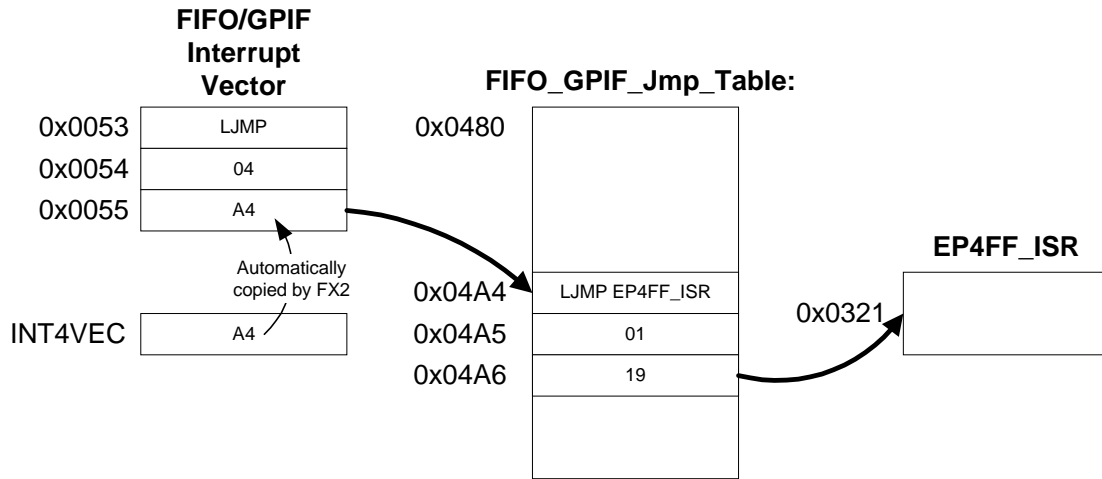 FIFO/GPIF
Interrupt
Vector
FIFO_GPIF_Jmp_Table:
0x0053
LJMP
0x0480
0x0054
04
0x0055
A4
Automatically
copied by FX2
INT4VEC
A4
0x04A4
LJMP EP4FF_ISR
0x04A5
01
0x04A6
19
EP4FF_ISR
0x0321